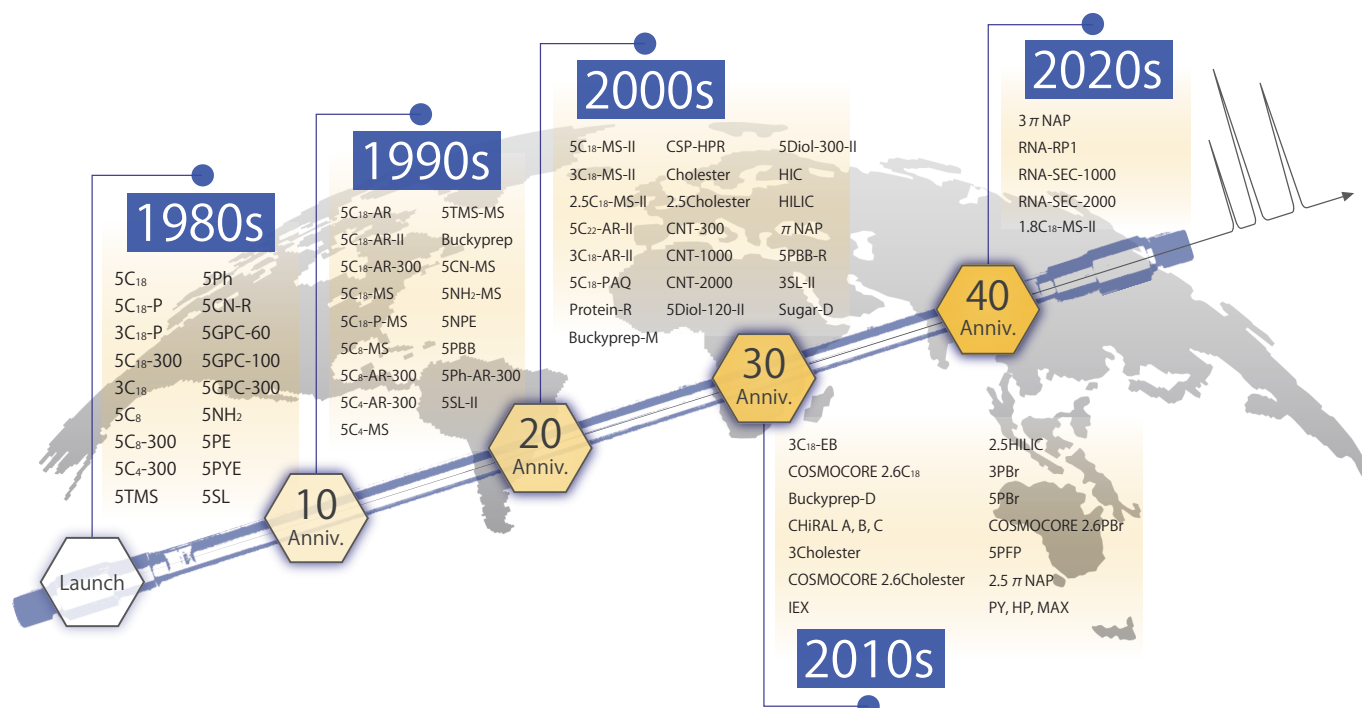 1980s
5C₁₈
5C₁₈-P
3C₁₈-P
5C₁₈-300
3C₁₈
5C₈
5C₈-300
5C₄-300
5TMS
5Ph
5CN-R
5GPC-60
5GPC-100
5GPC-300
5NH₂
5PE
5PYE
5SL
Launch
1990s
5C₁₈-AR
5C₁₈-AR-II
5C₁₈-AR-300
5C₁₈-MS
5C₁₈-P-MS
5C₈-MS
5C₈-AR-300
5C₄-AR-300
5C₄-MS
5TMS-MS
Buckyprep
5CN-MS
5NH₂-MS
5NPE
5PBB
5Ph-AR-300
5SL-II
10
Anniv.
2000s
5C₁₈-MS-II
3C₁₈-MS-II
2.5C₁₈-MS-II
5C₂₂-AR-II
3C₁₈-AR-II
5C₁₈-PAQ
Protein-R
Buckyprep-M
CSP-HPR
Cholester
2.5Cholester
CNT-300
CNT-1000
CNT-2000
5Diol-120-II
5Diol-300-II
HIC
HILIC
π NAP
5PBB-R
3SL-II
Sugar-D
20
Anniv.
30
Anniv.
3C₁₈-EB
COSMOCORE 2.6C₁₈
Buckyprep-D
CHiRAL A, B, C
3Cholester
COSMOCORE 2.6Cholester
IEX
2.5HILIC
3PBr
5PBr
COSMOCORE 2.6PBr
5PFP
2.5 π NAP
PY, HP, MAX
2010s
2020s
3 π NAP
RNA-RP1
RNA-SEC-1000
RNA-SEC-2000
1.8C₁₈-MS-II
40
Anniv.